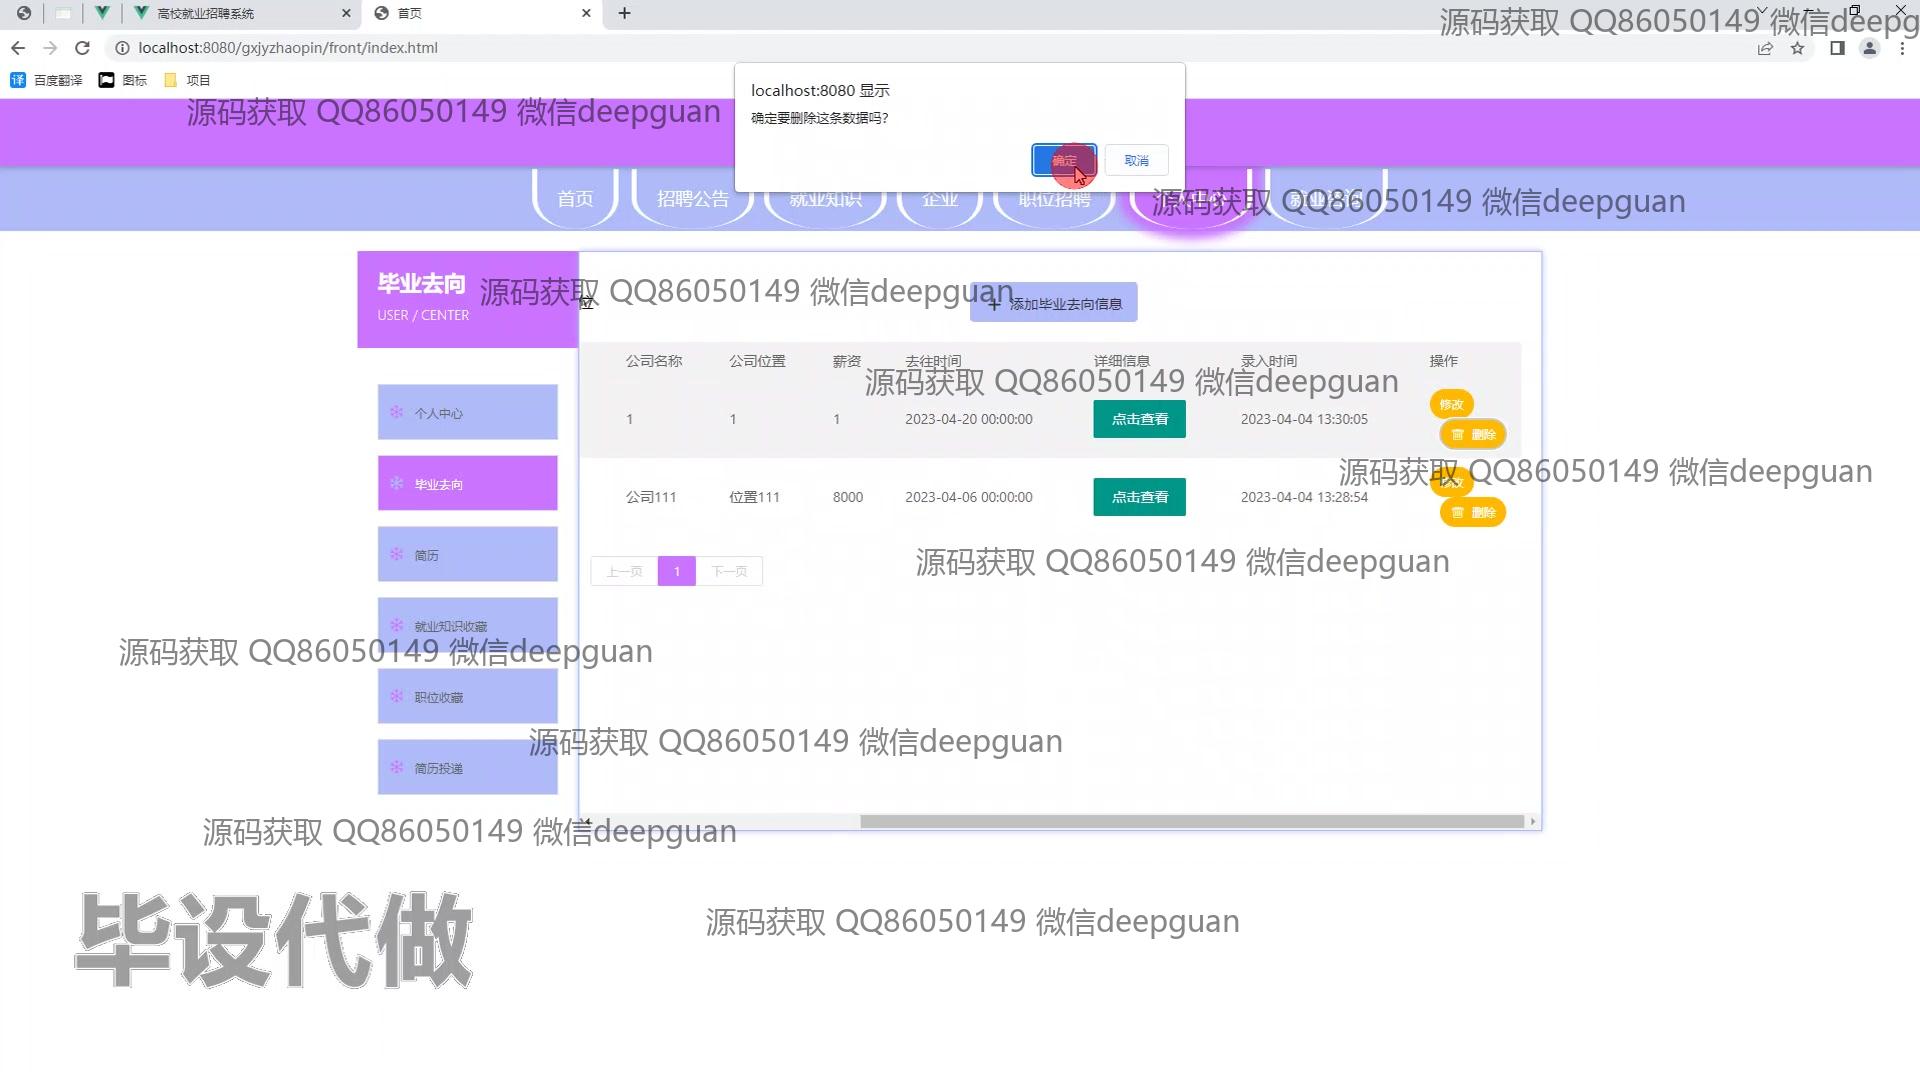 高校就业招聘系统
首页
localhost:8080/gxjyzhaopin/front/index.html
译 百度翻译 图标 项目
源码获取 QQ86050149 微信deepg
源码获取 QQ86050149 微信deepguan
localhost:8080 显示
确定要删除这条数据吗?
确定 取消
首页 招聘公告 就业知识 企业 职位招聘
源码获取 QQ86050149 微信deepguan
毕业去向
USER / CENTER
源码获取 QQ86050149 微信deepguan
+ 添加毕业去向信息
公司名称 公司位置 薪资 去往时间 详细信息 录入时间 操作
源码获取 QQ86050149 微信deepguan
1 1 1 2023-04-20 00:00:00 点击查看 2023-04-04 13:30:05 修改 删除
源码获取 QQ86050149 微信deepguan
公司111 位置111 8000 2023-04-06 00:00:00 点击查看 2023-04-04 13:28:54 修改 删除
上一页 1 下一页
源码获取 QQ86050149 微信deepguan
个人中心
毕业去向
简历
就业知识收藏
源码获取 QQ86050149 微信deepguan
职位收藏
源码获取 QQ86050149 微信deepguan
简历投递
源码获取 QQ86050149 微信deepguan
毕设代做
源码获取 QQ86050149 微信deepguan